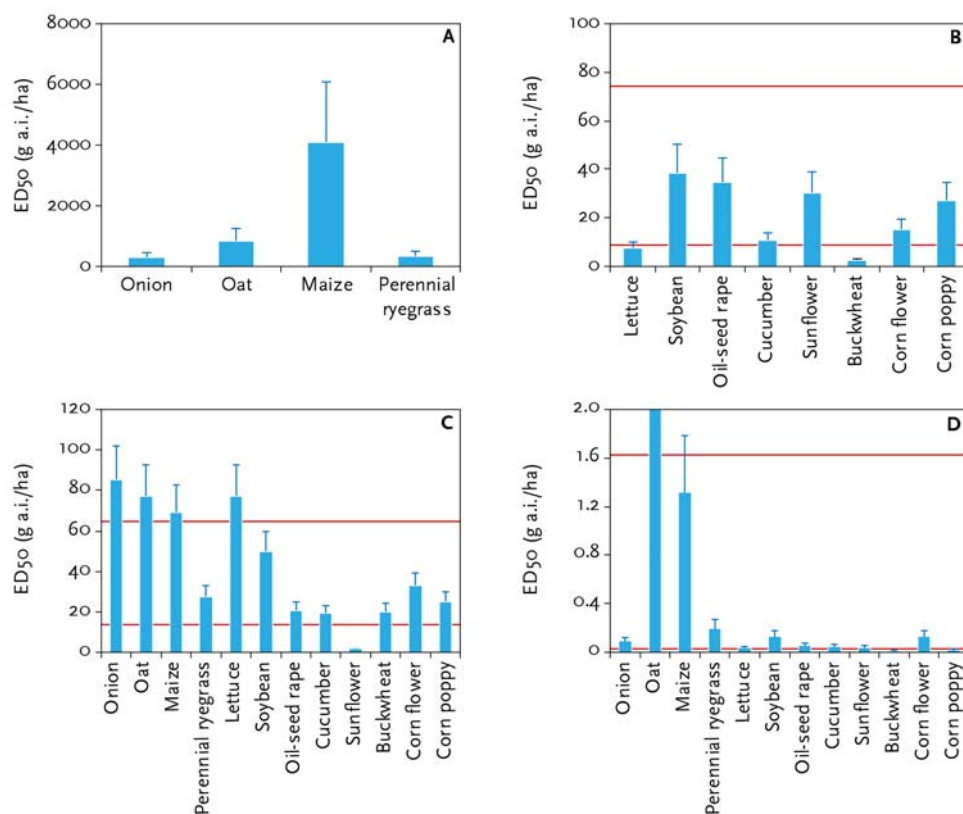 A
ED50 (g a.i./ha)
8000
6000
4000
2000
0
Onion
Oat
Maize
Perennial
ryegrass
B
ED50 (g a.i./ha)
100
80
60
40
20
0
Lettuce
Soybean
Oil-seed rape
Cucumber
Sunflower
Buckwheat
Corn flower
Corn poppy
C
ED50 (g a.i./ha)
120
100
80
60
40
20
0
Onion
Oat
Maize
Perennial ryegrass
Lettuce
Soybean
Oil-seed rape
Cucumber
Sunflower
Buckwheat
Corn flower
Corn poppy
D
ED50 (g a.i./ha)
2.0
1.6
1.2
0.8
0.4
0
Onion
Oat
Maize
Perennial ryegrass
Lettuce
Soybean
Oil-seed rape
Cucumber
Sunflower
Buckwheat
Corn flower
Corn poppy